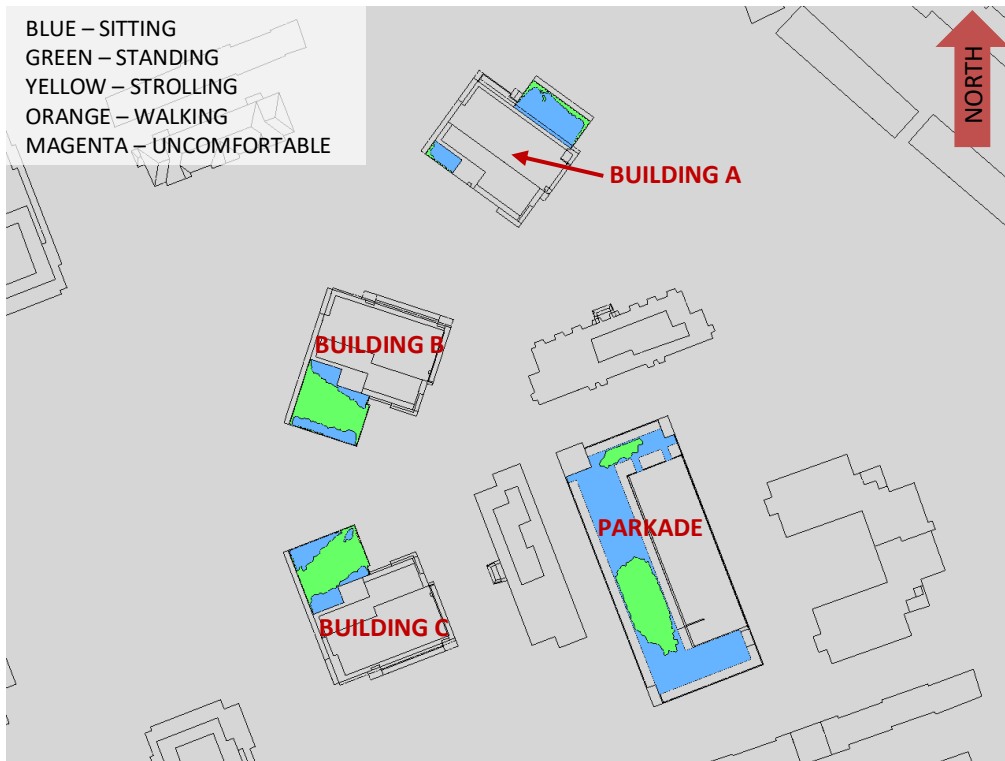 BLUE – SITTING
GREEN – STANDING
YELLOW – STROLLING
ORANGE – WALKING
MAGENTA – UNCOMFORTABLE
NORTH
BUILDING A
BUILDING B
PARKADE
BUILDING C